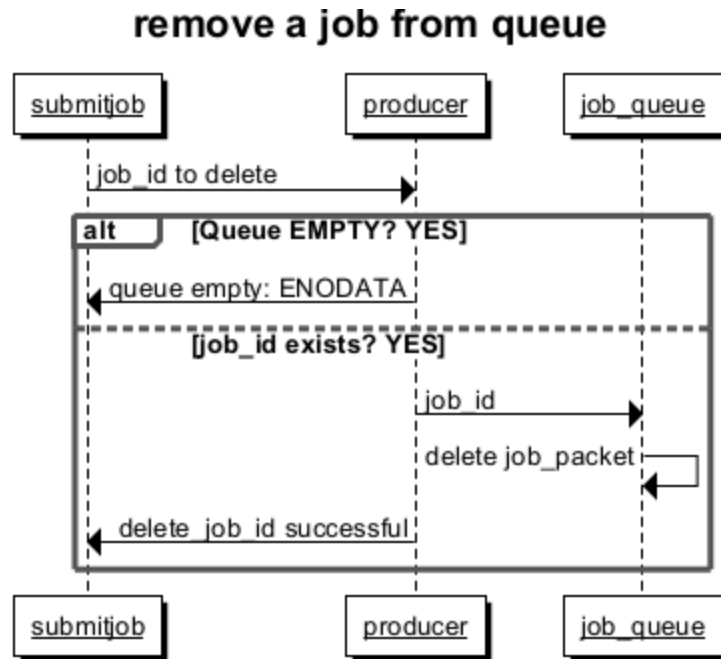 remove a job from queue
submitjob producer job_queue
job_id to delete
alt [Queue EMPTY? YES]
queue empty: ENODATA
[job_id exists? YES]
job_id
delete job_packet
delete_job_id successful
submitjob producer job_queue